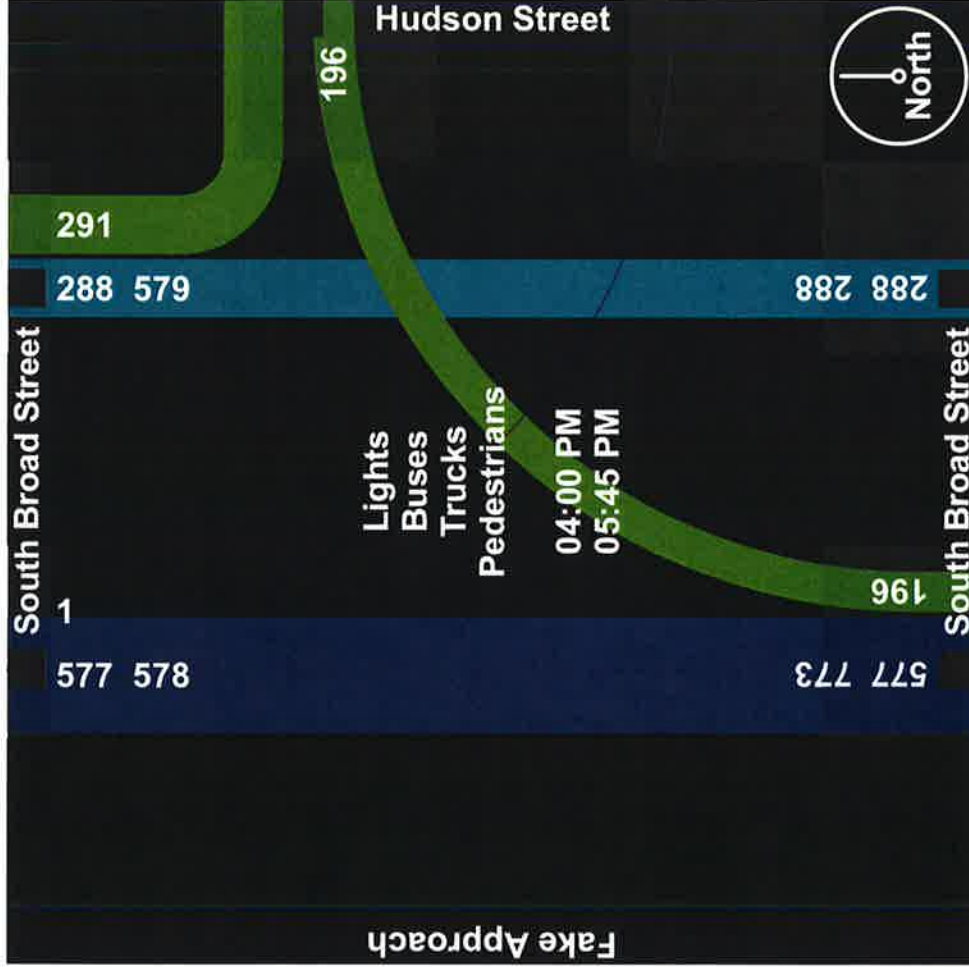 Hudson Street
196
North
291
288 579
288 288
South Broad Street
Lights
Buses
Trucks
Pedestrians
04:00 PM
05:45 PM
1
577 578
577 773
196
South Broad Street
Fake Approach